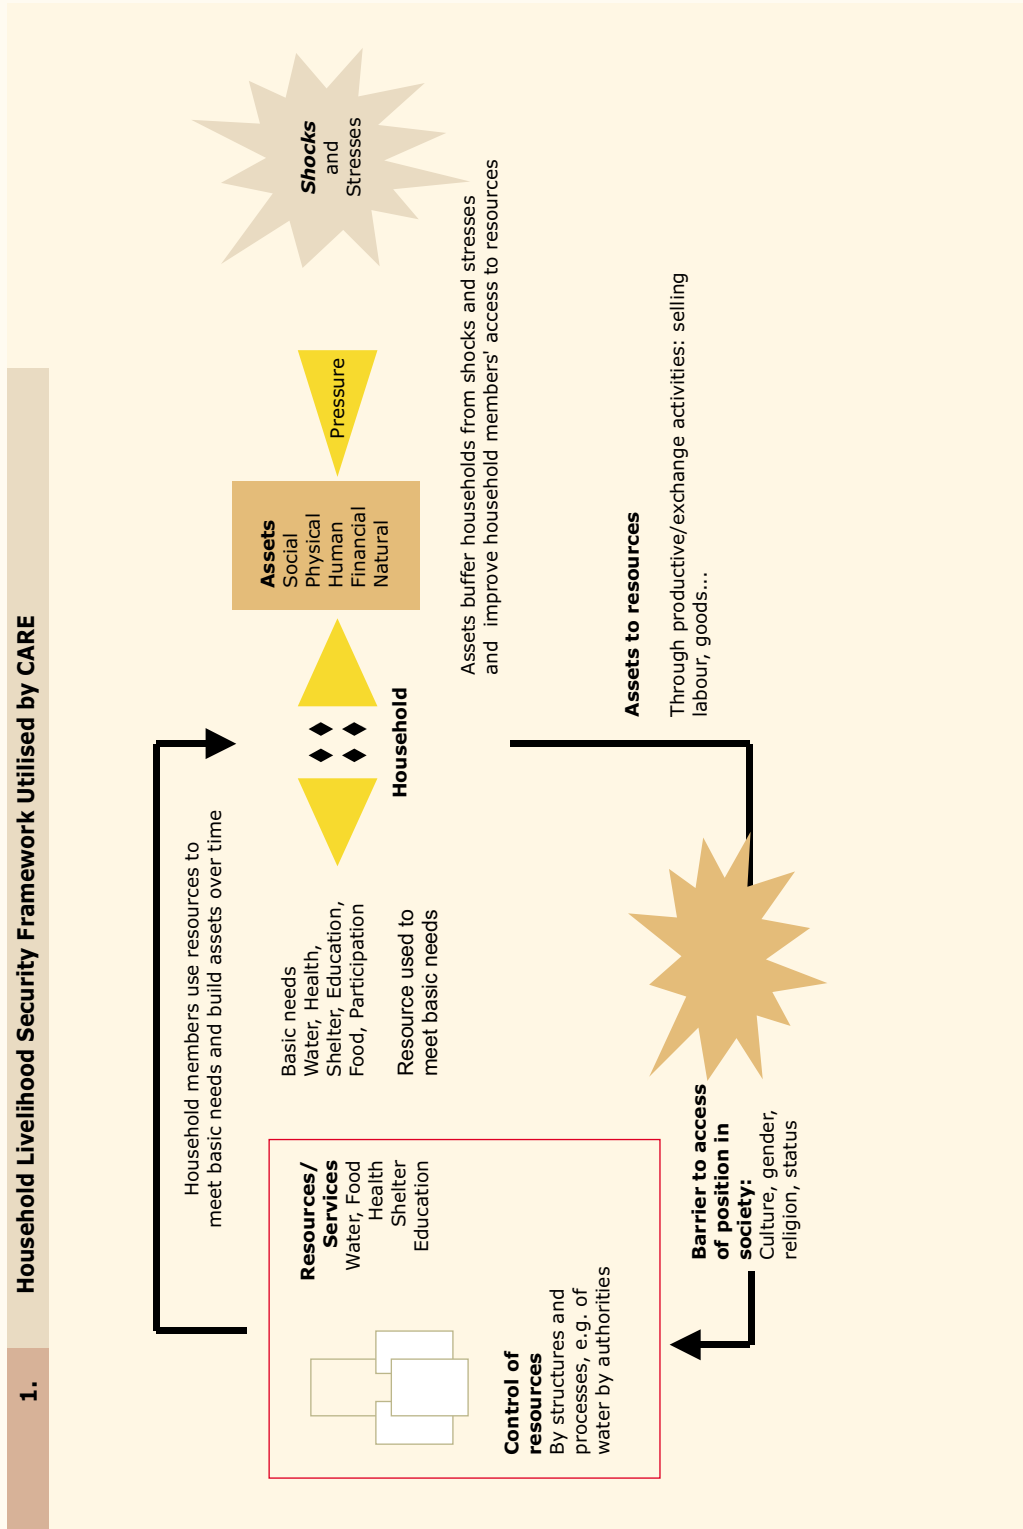 1. Household Livelihood Security Framework Utilised by CARE
Household members use resources to
meet basic needs and build assets over time
Resources/
Services
Water, Food
Health
Shelter
Education
Control of
resources
By structures and
processes, e.g. of
water by authorities
Basic needs
Water, Health,
Shelter, Education,
Food, Participation
Resource used to
meet basic needs
Household
Assets
Social
Physical
Human
Financial
Natural
Pressure
Shocks
and
Stresses
Assets buffer households from shocks and stresses
and improve household members' access to resources
Assets to resources
Through productive/exchange activities: selling
labour, goods...
Barrier to access
of position in
society:
Culture, gender,
religion, status